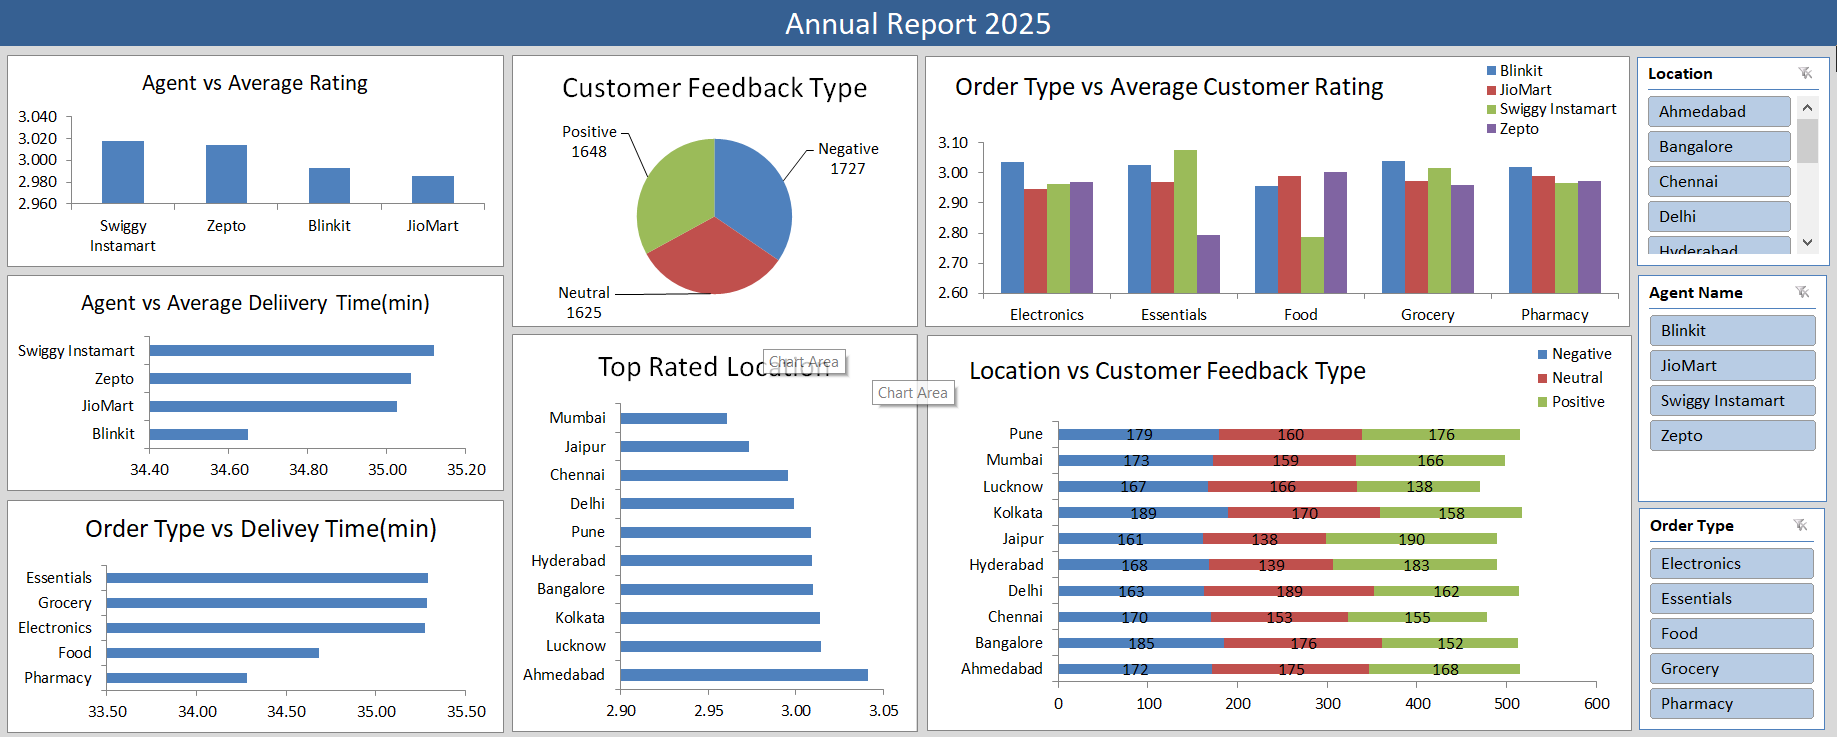 Annual Report 2025
Agent vs Average Rating
3.040
3.020
3.000
2.980
2.960
Swiggy Instamart
Zepto
Blinkit
JioMart
Agent vs Average Deliivery Time(min)
Swiggy Instamart
Zepto
JioMart
Blinkit
34.40 34.60 34.80 35.00 35.20
Order Type vs Delivey Time(min)
Essentials
Grocery
Electronics
Food
Pharmacy
33.50 34.00 34.50 35.00 35.50
Customer Feedback Type
Positive
1648
Negative
1727
Neutral
1625
Top Rated Location
Chart Area
Chart Area
Mumbai
Jaipur
Chennai
Delhi
Pune
Hyderabad
Bangalore
Kolkata
Lucknow
Ahmedabad
2.90 2.95 3.00 3.05
Order Type vs Average Customer Rating
Blinkit
JioMart
Swiggy Instamart
Zepto
3.10
3.00
2.90
2.80
2.70
2.60
Electronics Essentials Food Grocery Pharmacy
Location vs Customer Feedback Type
Negative
Neutral
Positive
Pune 179 160 176
Mumbai 173 159 166
Lucknow 167 166 138
Kolkata 189 170 158
Jaipur 161 138 190
Hyderabad 168 139 183
Delhi 163 189 162
Chennai 170 153 155
Bangalore 185 176 152
Ahmedabad 172 175 168
0 100 200 300 400 500 600
Location
Ahmedabad
Bangalore
Chennai
Delhi
Hyderabad
Agent Name
Blinkit
JioMart
Swiggy Instamart
Zepto
Order Type
Electronics
Essentials
Food
Grocery
Pharmacy